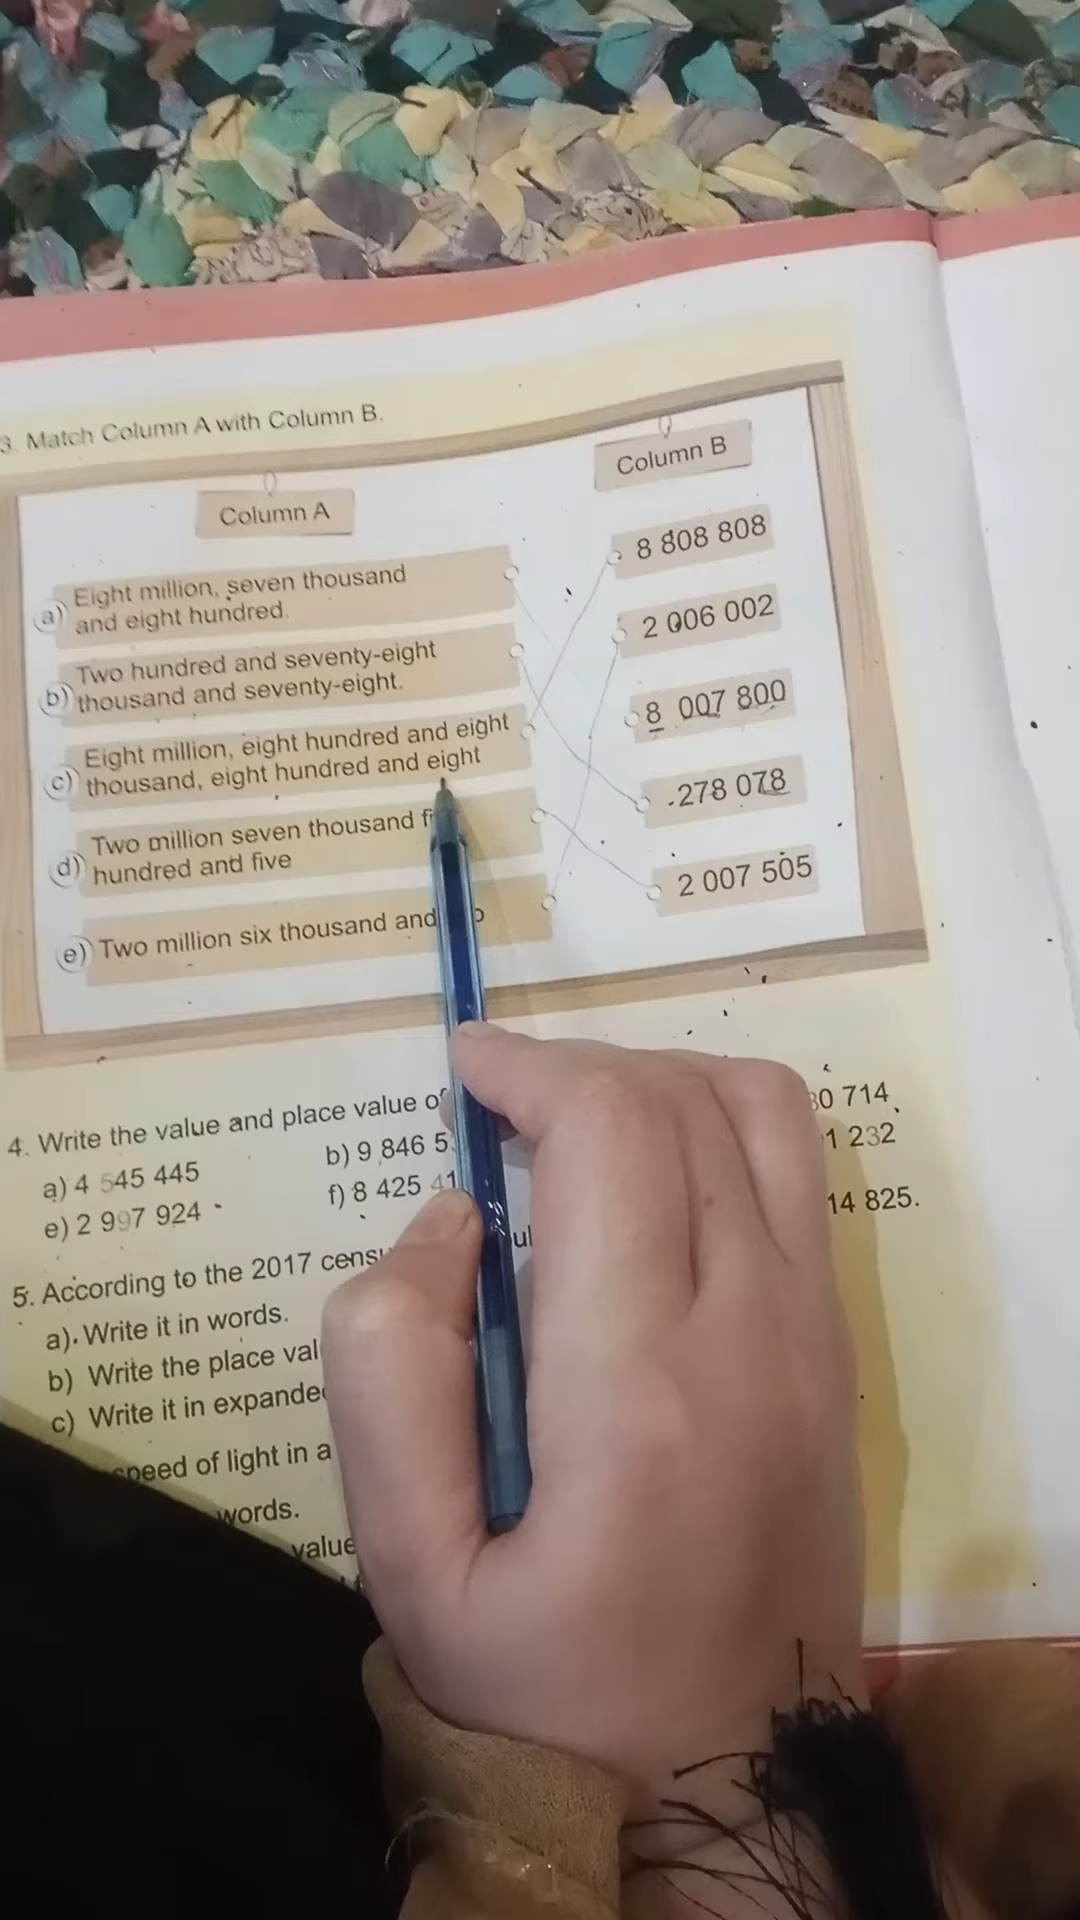 3. Match Column A with Column B.
Column A
Column B
a) Eight million, seven thousand
and eight hundred.
b) Two hundred and seventy-eight
thousand and seventy-eight.
c) Eight million, eight hundred and eight
thousand, eight hundred and eight
d) Two million seven thousand
hundred and five
e) Two million six thousand and
8 808 808
2 006 002
8 007 800
278 078
2 007 505
4. Write the value and place value
0 714
a) 4 545 445
b) 9 846 5
1 232
e) 2 997 924
f) 8 425 41
14 825.
5. According to the 2017
a). Write it in words.
b) Write the place
c) Write it in
speed of light in a
words.
value